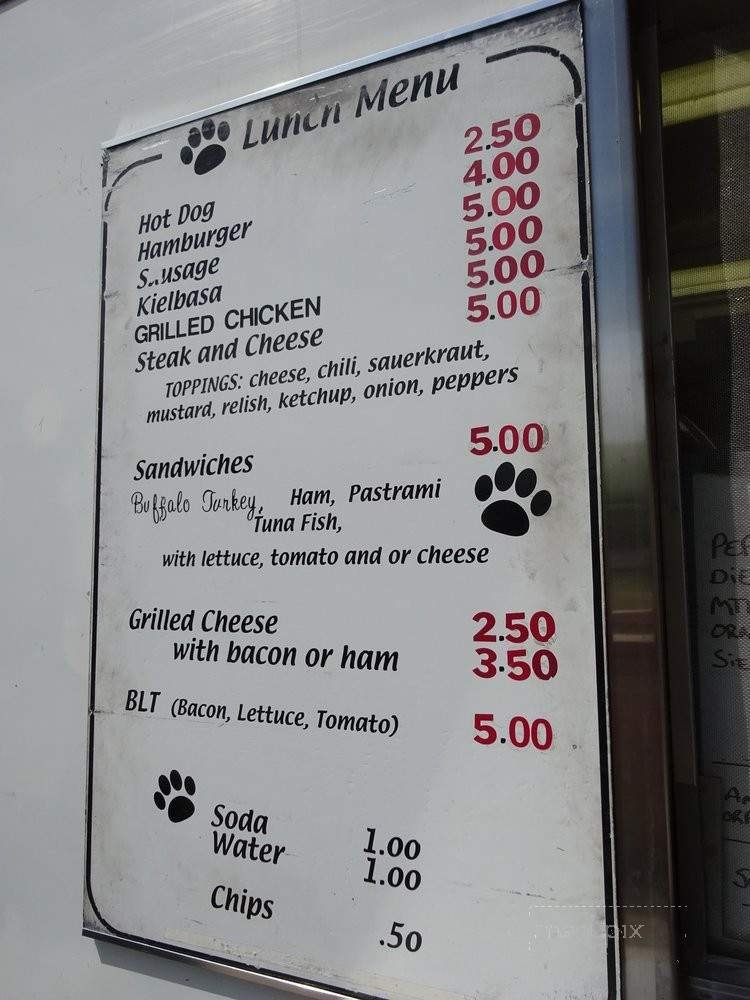 Lunch Menu
Hot Dog 2.50
Hamburger 4.00
S..usage 5.00
Kielbasa 5.00
GRILLED CHICKEN 5.00
Steak and Cheese 5.00
TOPPINGS: cheese, chili, sauerkraut,
mustard, relish, ketchup, onion, peppers
Sandwiches 5.00
Buffalo Turkey, Ham, Pastrami
Tuna Fish,
with lettuce, tomato and or cheese
Grilled Cheese 2.50
with bacon or ham 3.50
BLT (Bacon, Lettuce, Tomato) 5.00
Soda 1.00
Water 1.00
Chips .50